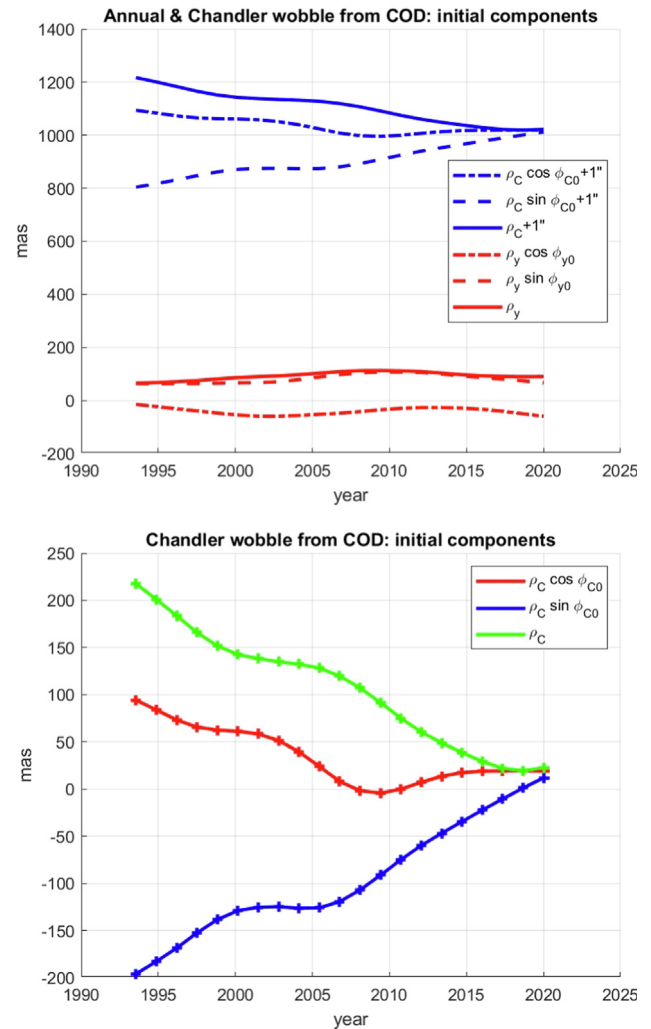 Annual & Chandler wobble from COD: initial components
1400
1200
1000
800
600
400
200
0
-200
mas
ρC cos ϕC0+1"
ρC sin ϕC0+1"
ρC+1"
ρy cos ϕy0
ρy sin ϕy0
ρy
1990 1995 2000 2005 2010 2015 2020 2025
year
Chandler wobble from COD: initial components
250
200
150
100
50
0
-50
-100
-150
-200
mas
ρC cos ϕC0
ρC sin ϕC0
ρC
1990 1995 2000 2005 2010 2015 2020 2025
year